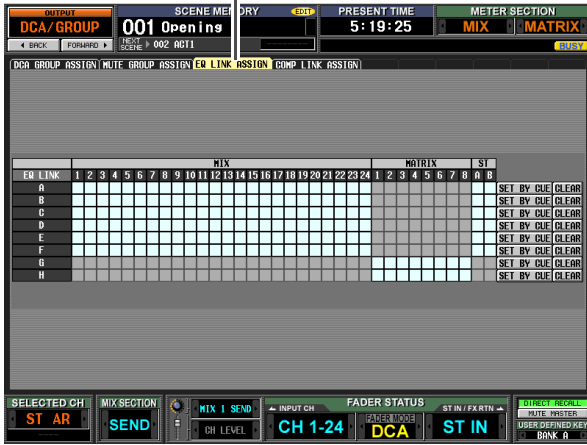 OUTPUT
DCA/GROUP
BACK FORWARD
SCENE MEMORY EDIT
001 Opening
NEXT SCENE 002 ACT1
PRESENT TIME
5:19:25
METER SECTION
MIX MATRIX
BUSY
DCA GROUP ASSIGN MUTE GROUP ASSIGN EQ LINK ASSIGN COMP LINK ASSIGN
MIX MATRIX ST
EQ LINK 1 2 3 4 5 6 7 8 9 10 11 12 13 14 15 16 17 18 19 20 21 22 23 24 1 2 3 4 5 6 7 8 A B
A SET BY CUE CLEAR
B SET BY CUE CLEAR
C SET BY CUE CLEAR
D SET BY CUE CLEAR
E SET BY CUE CLEAR
F SET BY CUE CLEAR
G SET BY CUE CLEAR
H SET BY CUE CLEAR
SELECTED CH
ST AR
MIX SECTION
SEND
MIX 1 SEND
CH LEVEL
FADER STATUS
INPUT CH
CH 1-24
FADER MODE
DCA
ST IN / FX RTN
ST IN
DIRECT RECALL
MUTE MASTER
USER DEFINED KEY
BANK A